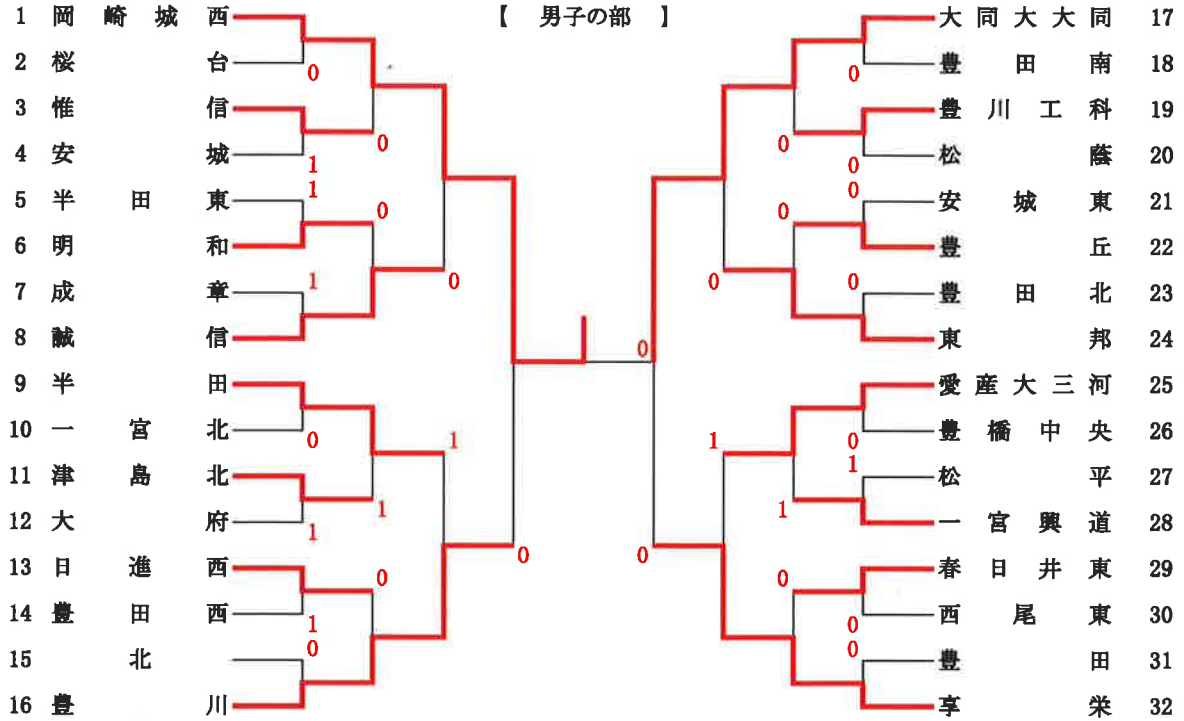 【 男子の部 】
1 岡崎城西
2 桜台
0
3 惟信
0
4 安城
1
5 半田東
1
0
6 明和
7 成章
1
0
8 誠信
9 半田
10 一宮北
0
1
11 津島北
1
12 大府
1
13 日進西
0
0
14 豊田西
1
15 北
0
16 豊川
0
大同大大同 17
豊田南 18
0
豊川工科 19
0
松蔭 20
0
安城東 21
0
0
豊丘 22
豊田北 23
0
0
東邦 24
愛産大三河 25
豊橋中央 26
0
1
松平 27
1
1
一宮興道 28
春日井東 29
0
0
西尾東 30
0
豊田 31
0
享栄 32